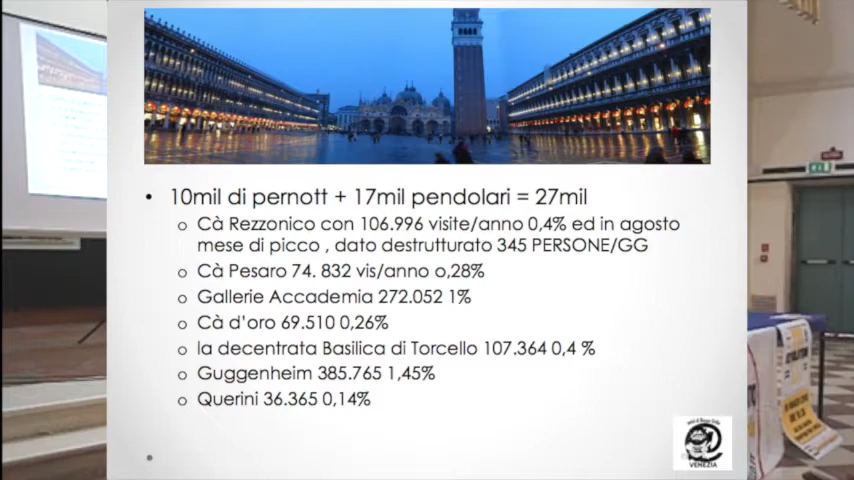 10mil di pernott + 17mil pendolari = 27mil
Cà Rezzonico con 106.996 visite/anno 0,4% ed in agosto
mese di picco , dato destrutturato 345 PERSONE/GG
Cà Pesaro 74. 832 vis/anno o,28%
Gallerie Accademia 272.052 1%
Cà d'oro 69.510 0,26%
la decentrata Basilica di Torcello 107.364 0,4 %
Guggenheim 385.765 1,45%
Querini 36.365 0,14%
VENEZIA